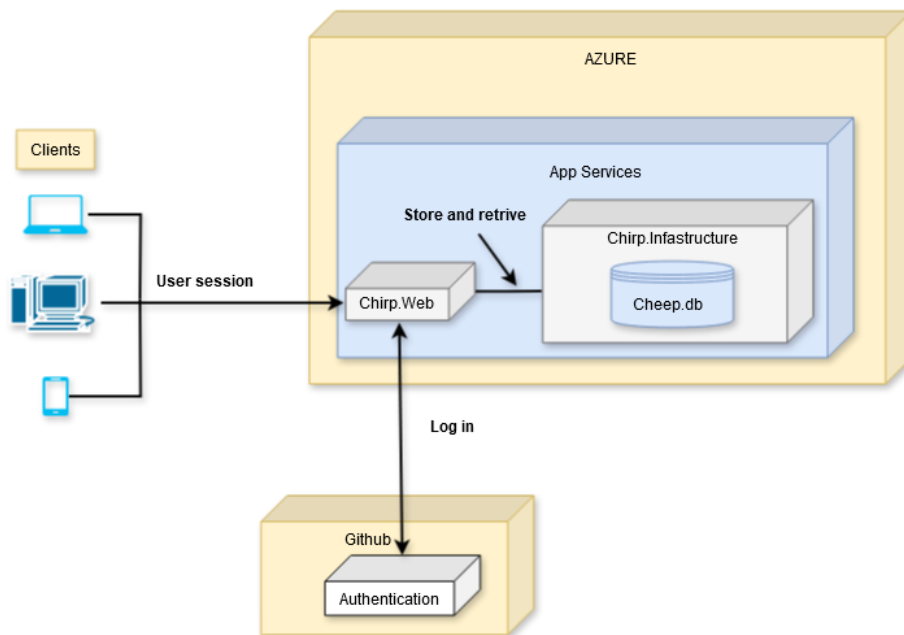 AZURE
Clients
App Services
Store and retrive
Chirp.Infastructure
User session
Chirp.Web
Cheep.db
Log in
Github
Authentication